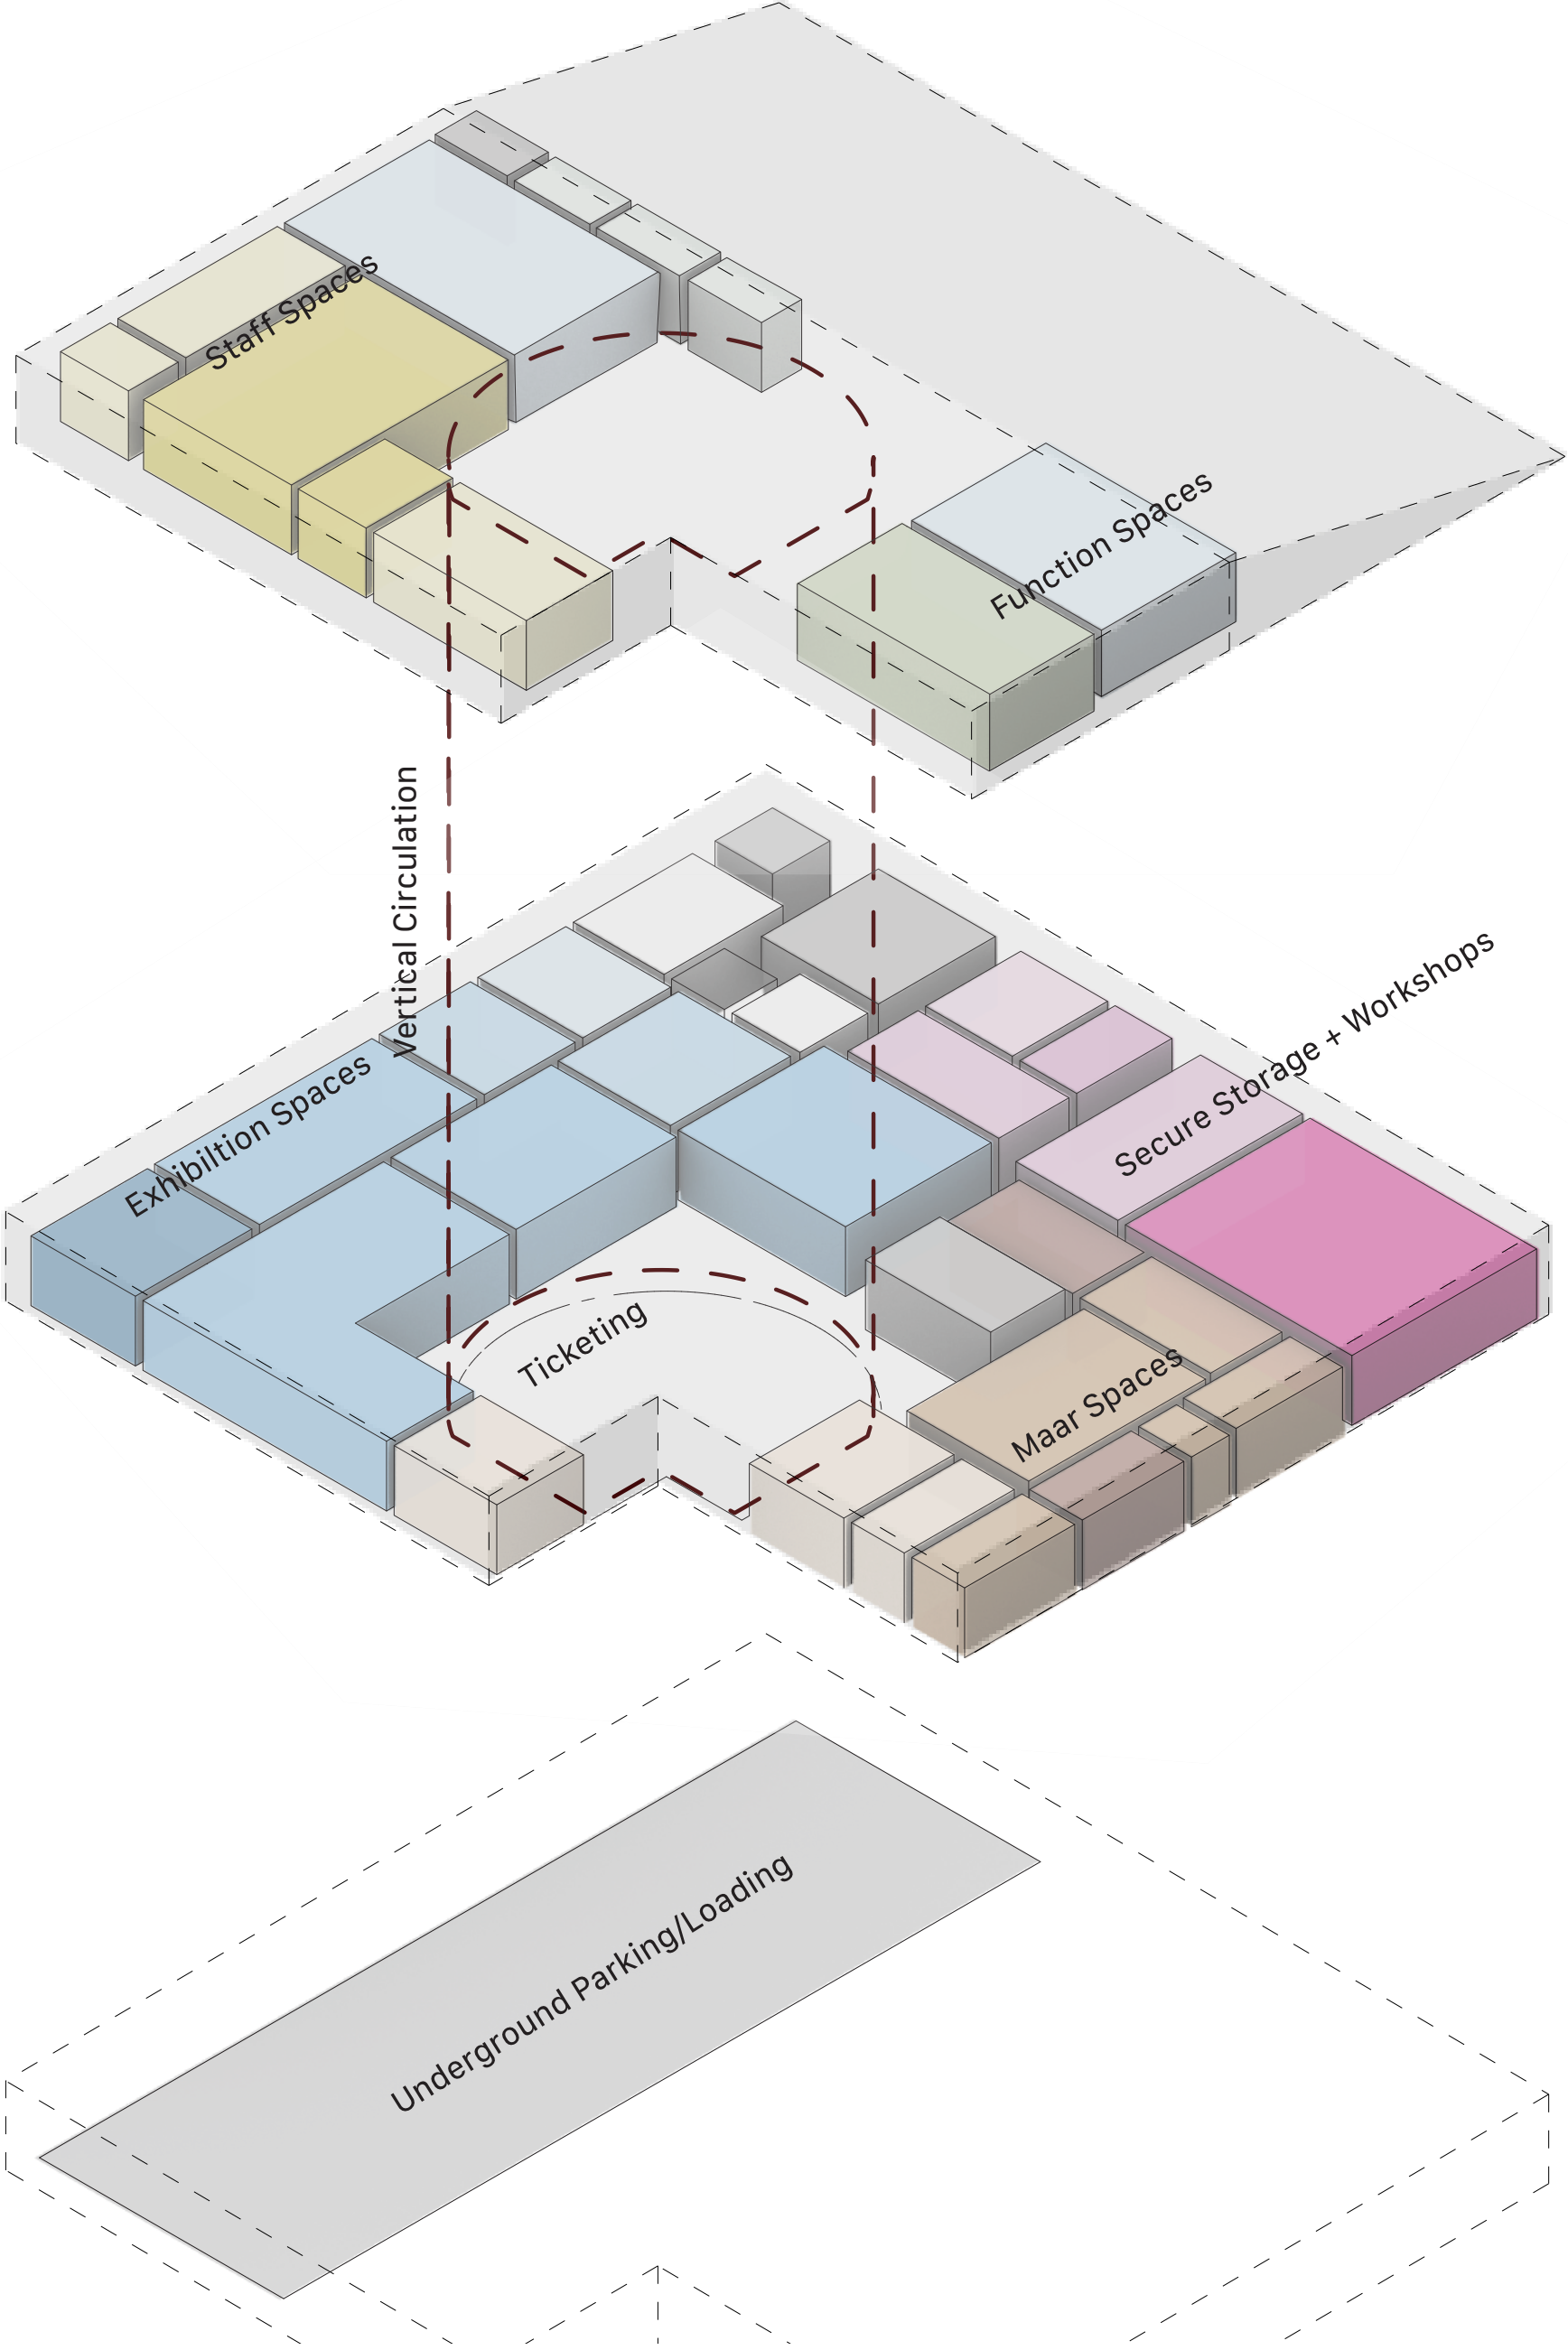 Staff Spaces
Function Spaces
Vertical Circulation
Secure Storage + Workshops
Exhibiltion Spaces
Ticketing
Maar Spaces
Underground Parking/Loading